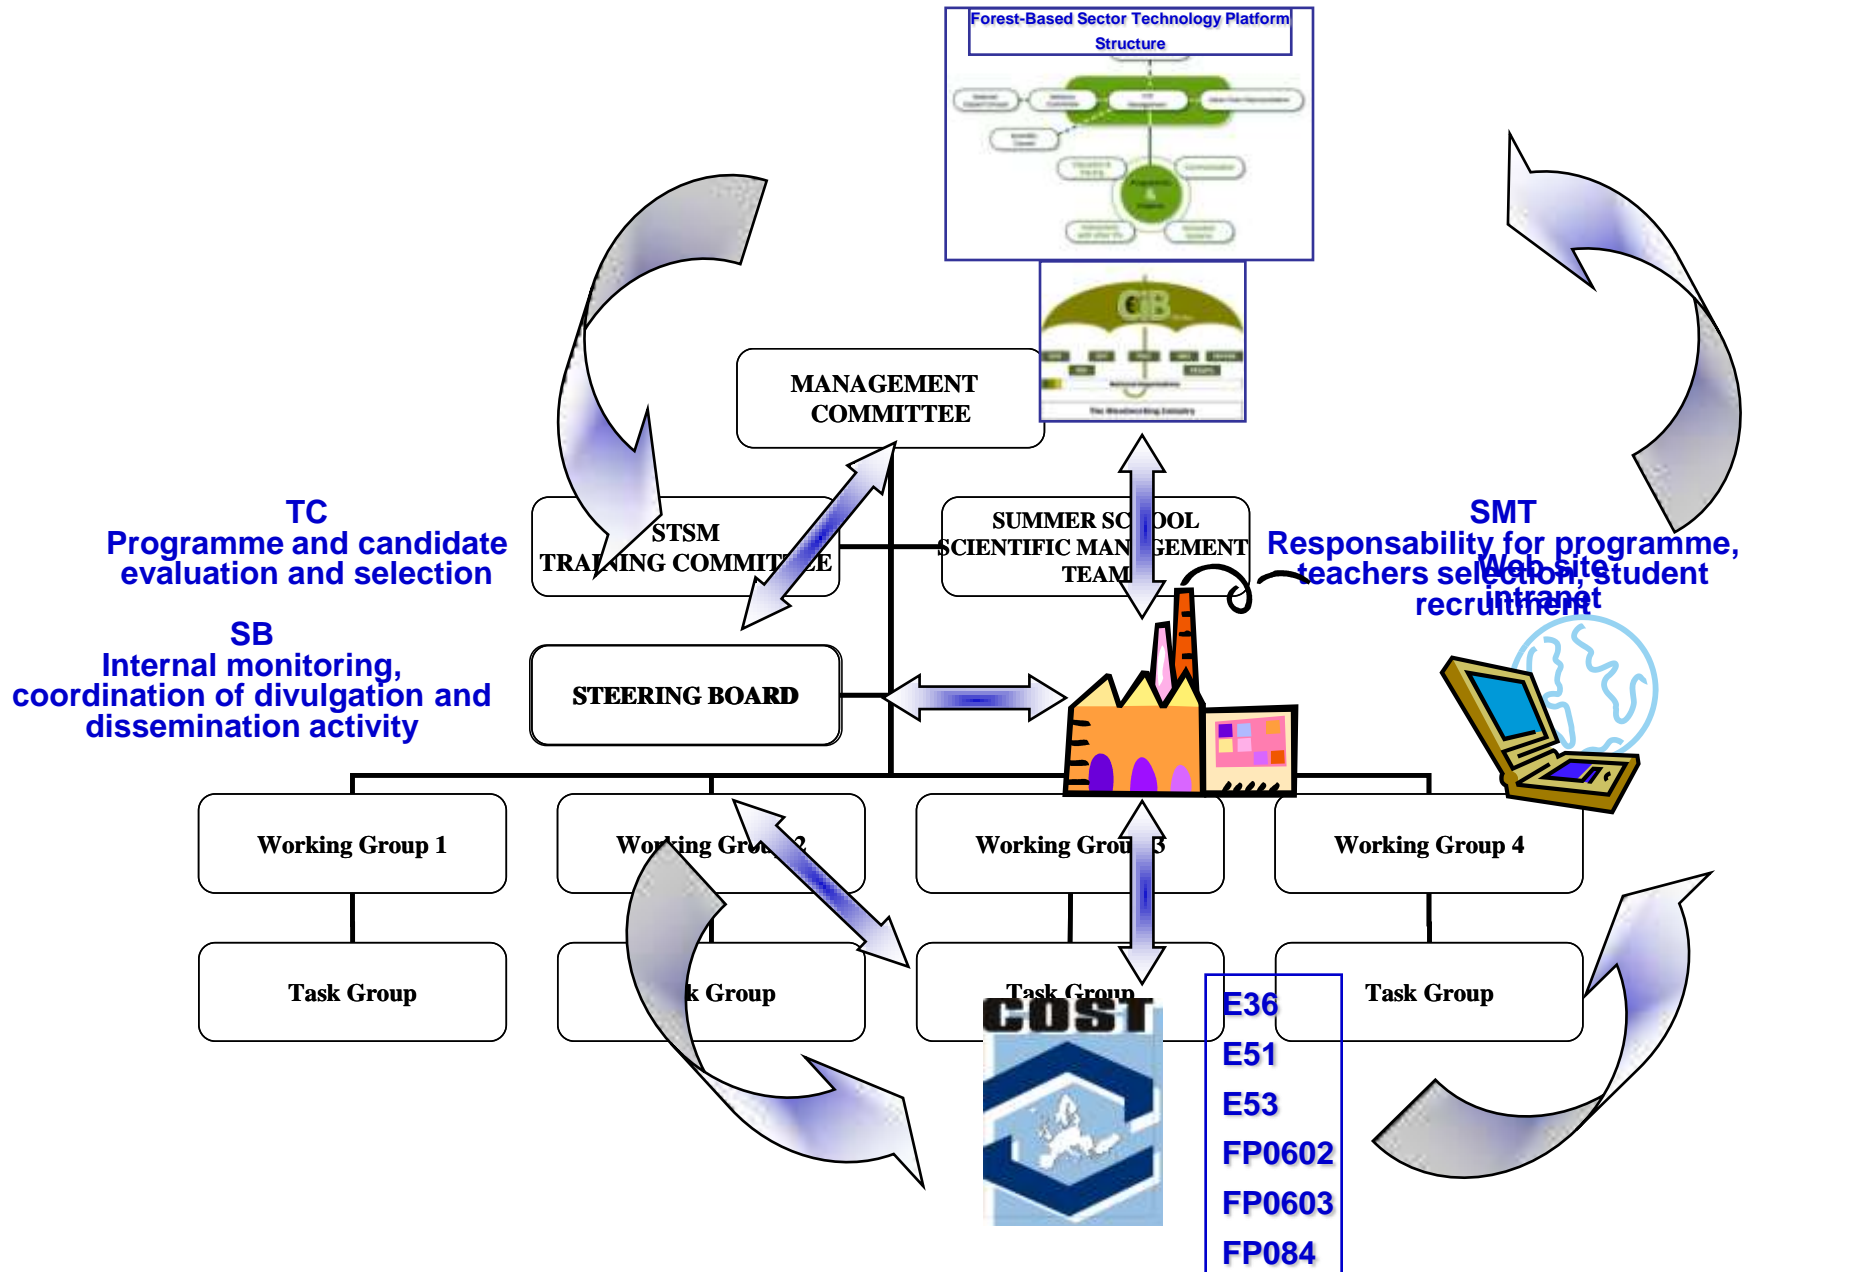 Forest-Based Sector Technology Platform
Structure
The Woodworking Industry
MANAGEMENT
COMMITTEE
STSM
TRAINING COMMITTEE
SUMMER SCHOOL
SCIENTIFIC MANAGEMENT
TEAM
TC
Programme and candidate
evaluation and selection
SMT
Responsability for programme,
teachers selection, student
recruitment
Web site
intranet
SB
Internal monitoring,
coordination of divulgation and
dissemination activity
STEERING BOARD
Working Group 1
Working Group 2
Working Group 3
Working Group 4
Task Group
Task Group
Task Group
Task Group
COST
E36
E51
E53
FP0602
FP0603
FP084